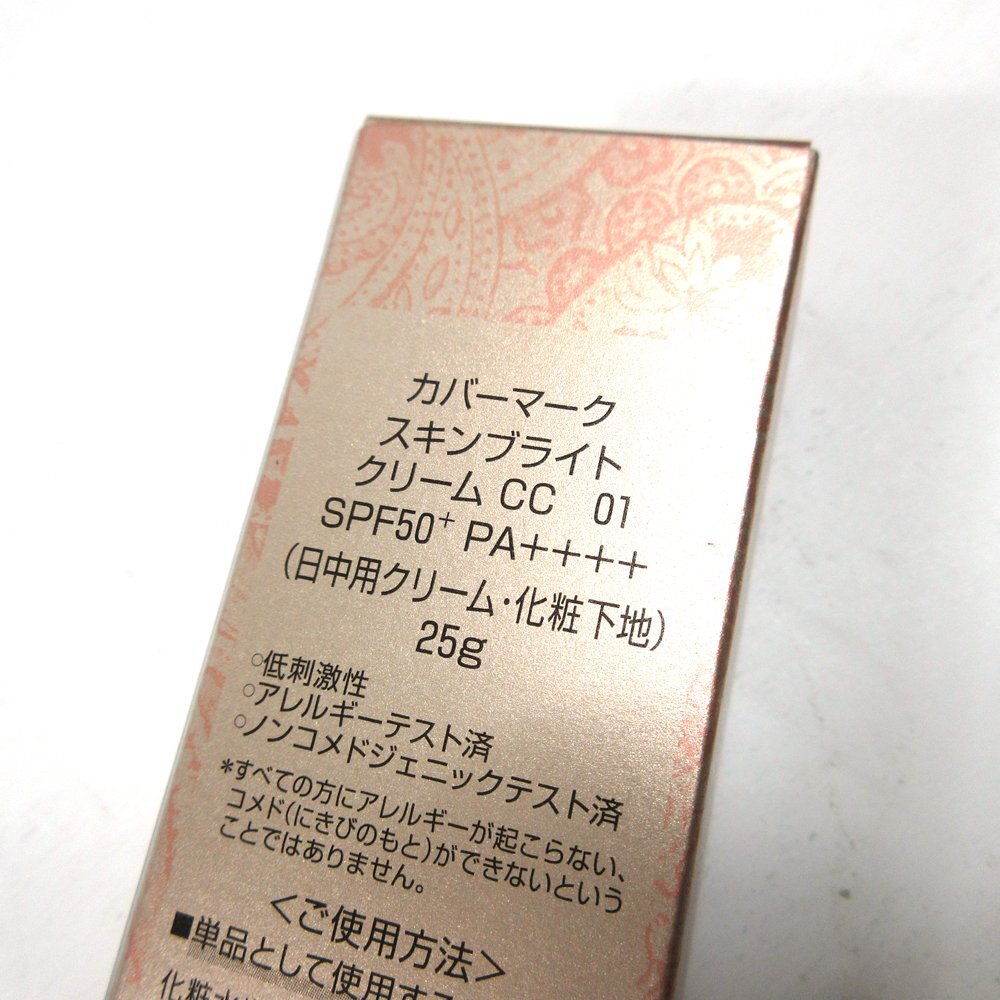 カバーマーク
スキンブライト
クリーム CC 01
SPF50⁺ PA++++
(日中用クリーム・化粧下地)
25g
○低刺激性
○アレルギーテスト済
○ノンコメドジェニックテスト済
*すべての方にアレルギーが起こらない、
コメド(にきびのもと)ができないという
ことではありません。
<ご使用方法>
■単品として使用する
化粧水